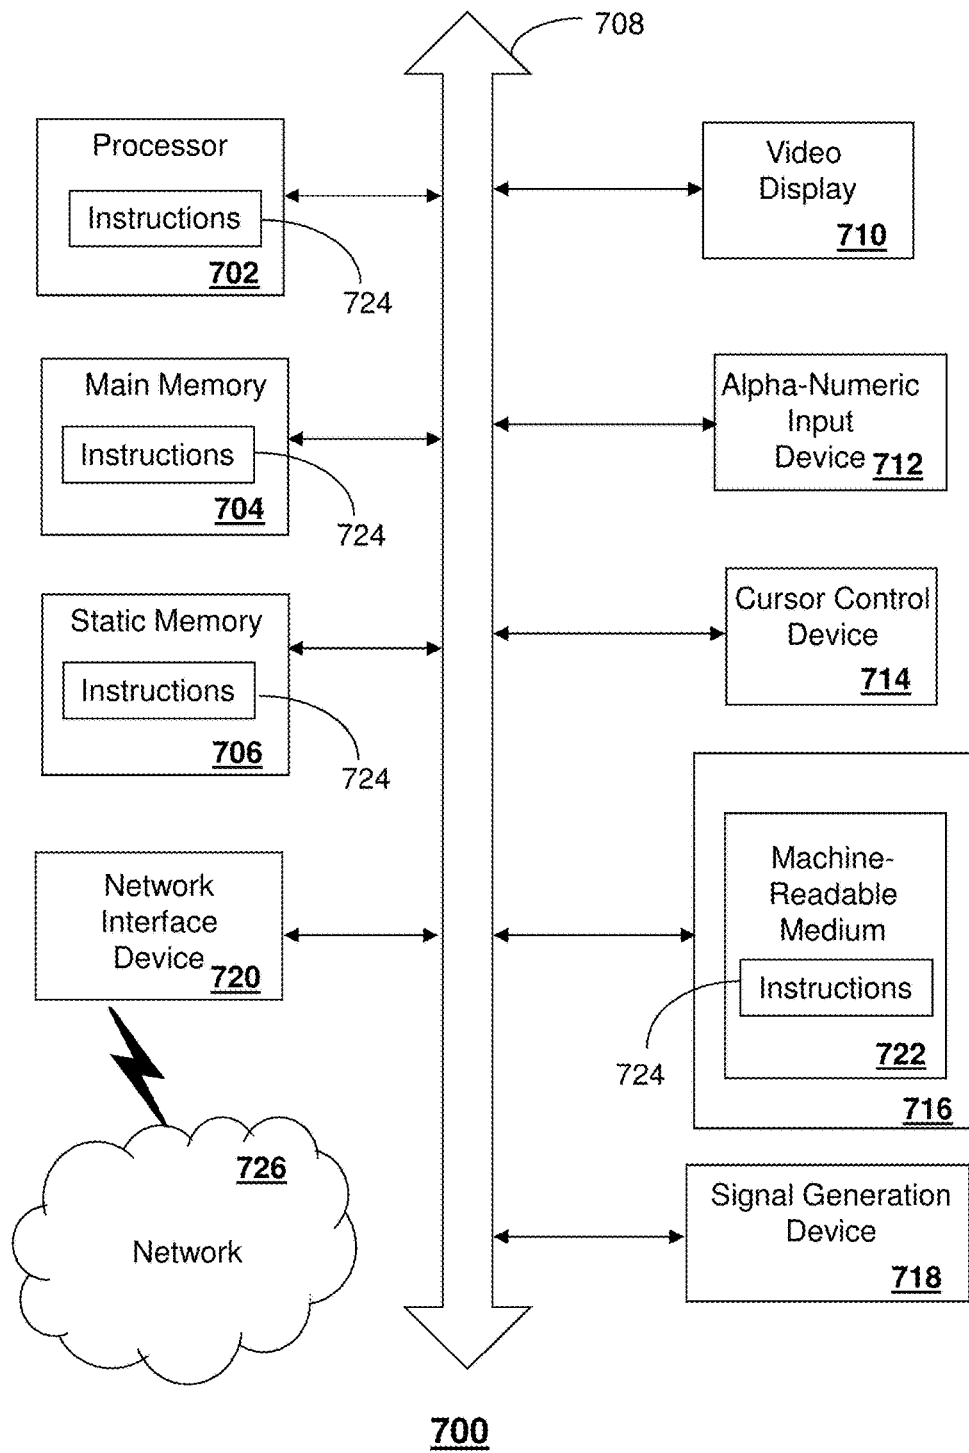 708
Processor
Instructions
702
724
Main Memory
Instructions
704
724
Static Memory
Instructions
706
724
Network
Interface
Device
720
726
Network
Video
Display
710
Alpha-Numeric
Input
Device
712
Cursor Control
Device
714
Machine-
Readable
Medium
Instructions
724
722
716
Signal Generation
Device
718
700